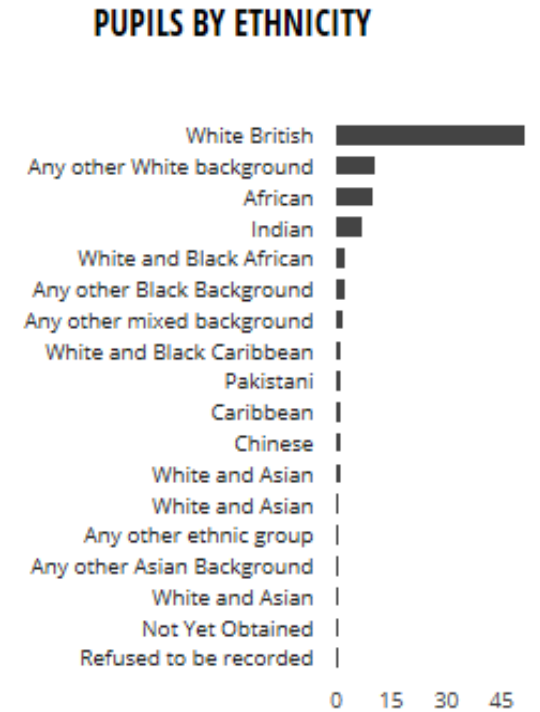 PUPILS BY ETHNICITY
White British
Any other White background
African
Indian
White and Black African
Any other Black Background
Any other mixed background
White and Black Caribbean
Pakistani
Caribbean
Chinese
White and Asian
White and Asian
Any other ethnic group
Any other Asian Background
White and Asian
Not Yet Obtained
Refused to be recorded
0 15 30 45